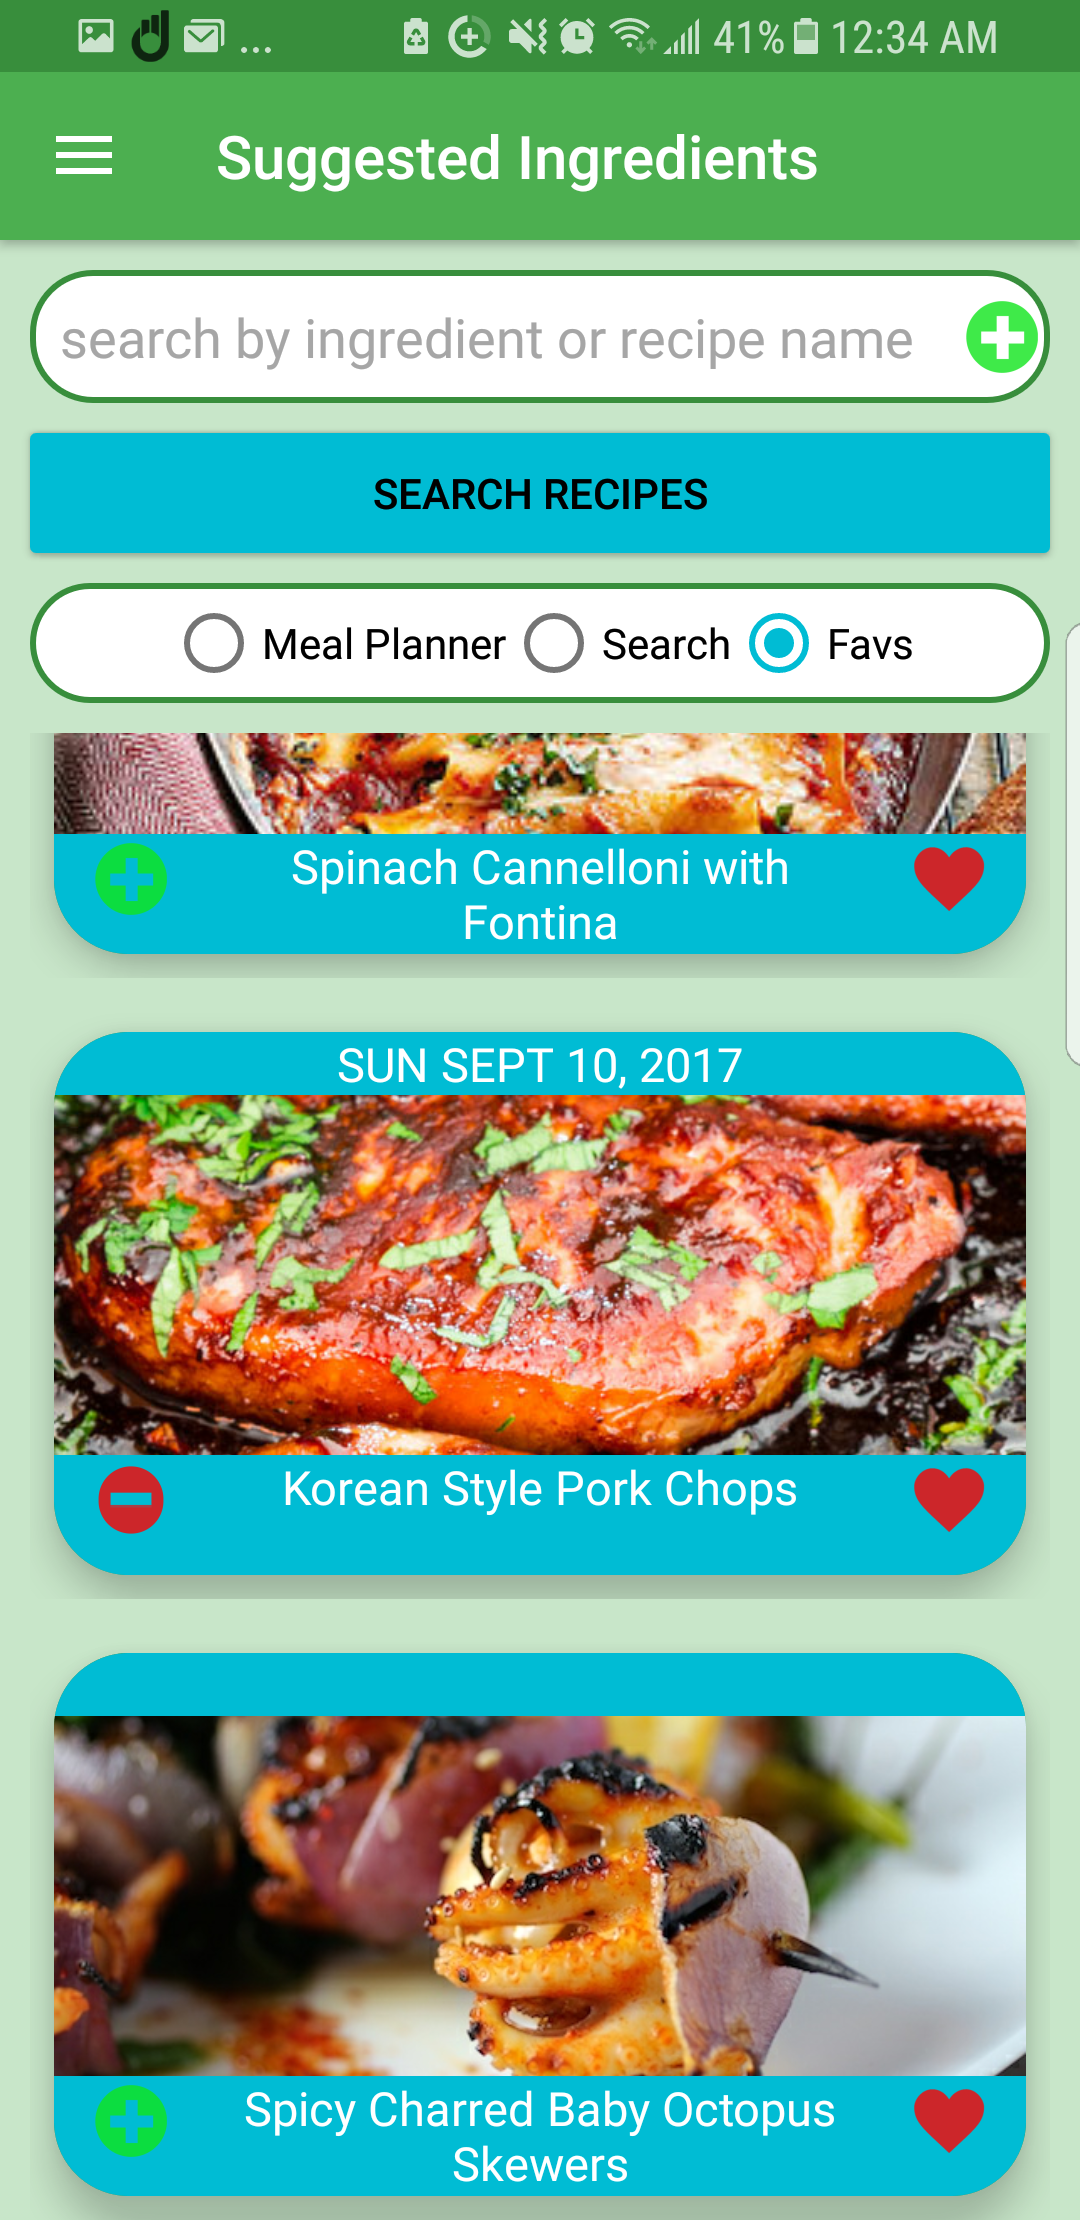 ... 41% 12:34 AM
Suggested Ingredients
search by ingredient or recipe name
SEARCH RECIPES
Meal Planner Search Favs
Spinach Cannelloni with
Fontina
SUN SEPT 10, 2017
Korean Style Pork Chops
Spicy Charred Baby Octopus
Skewers